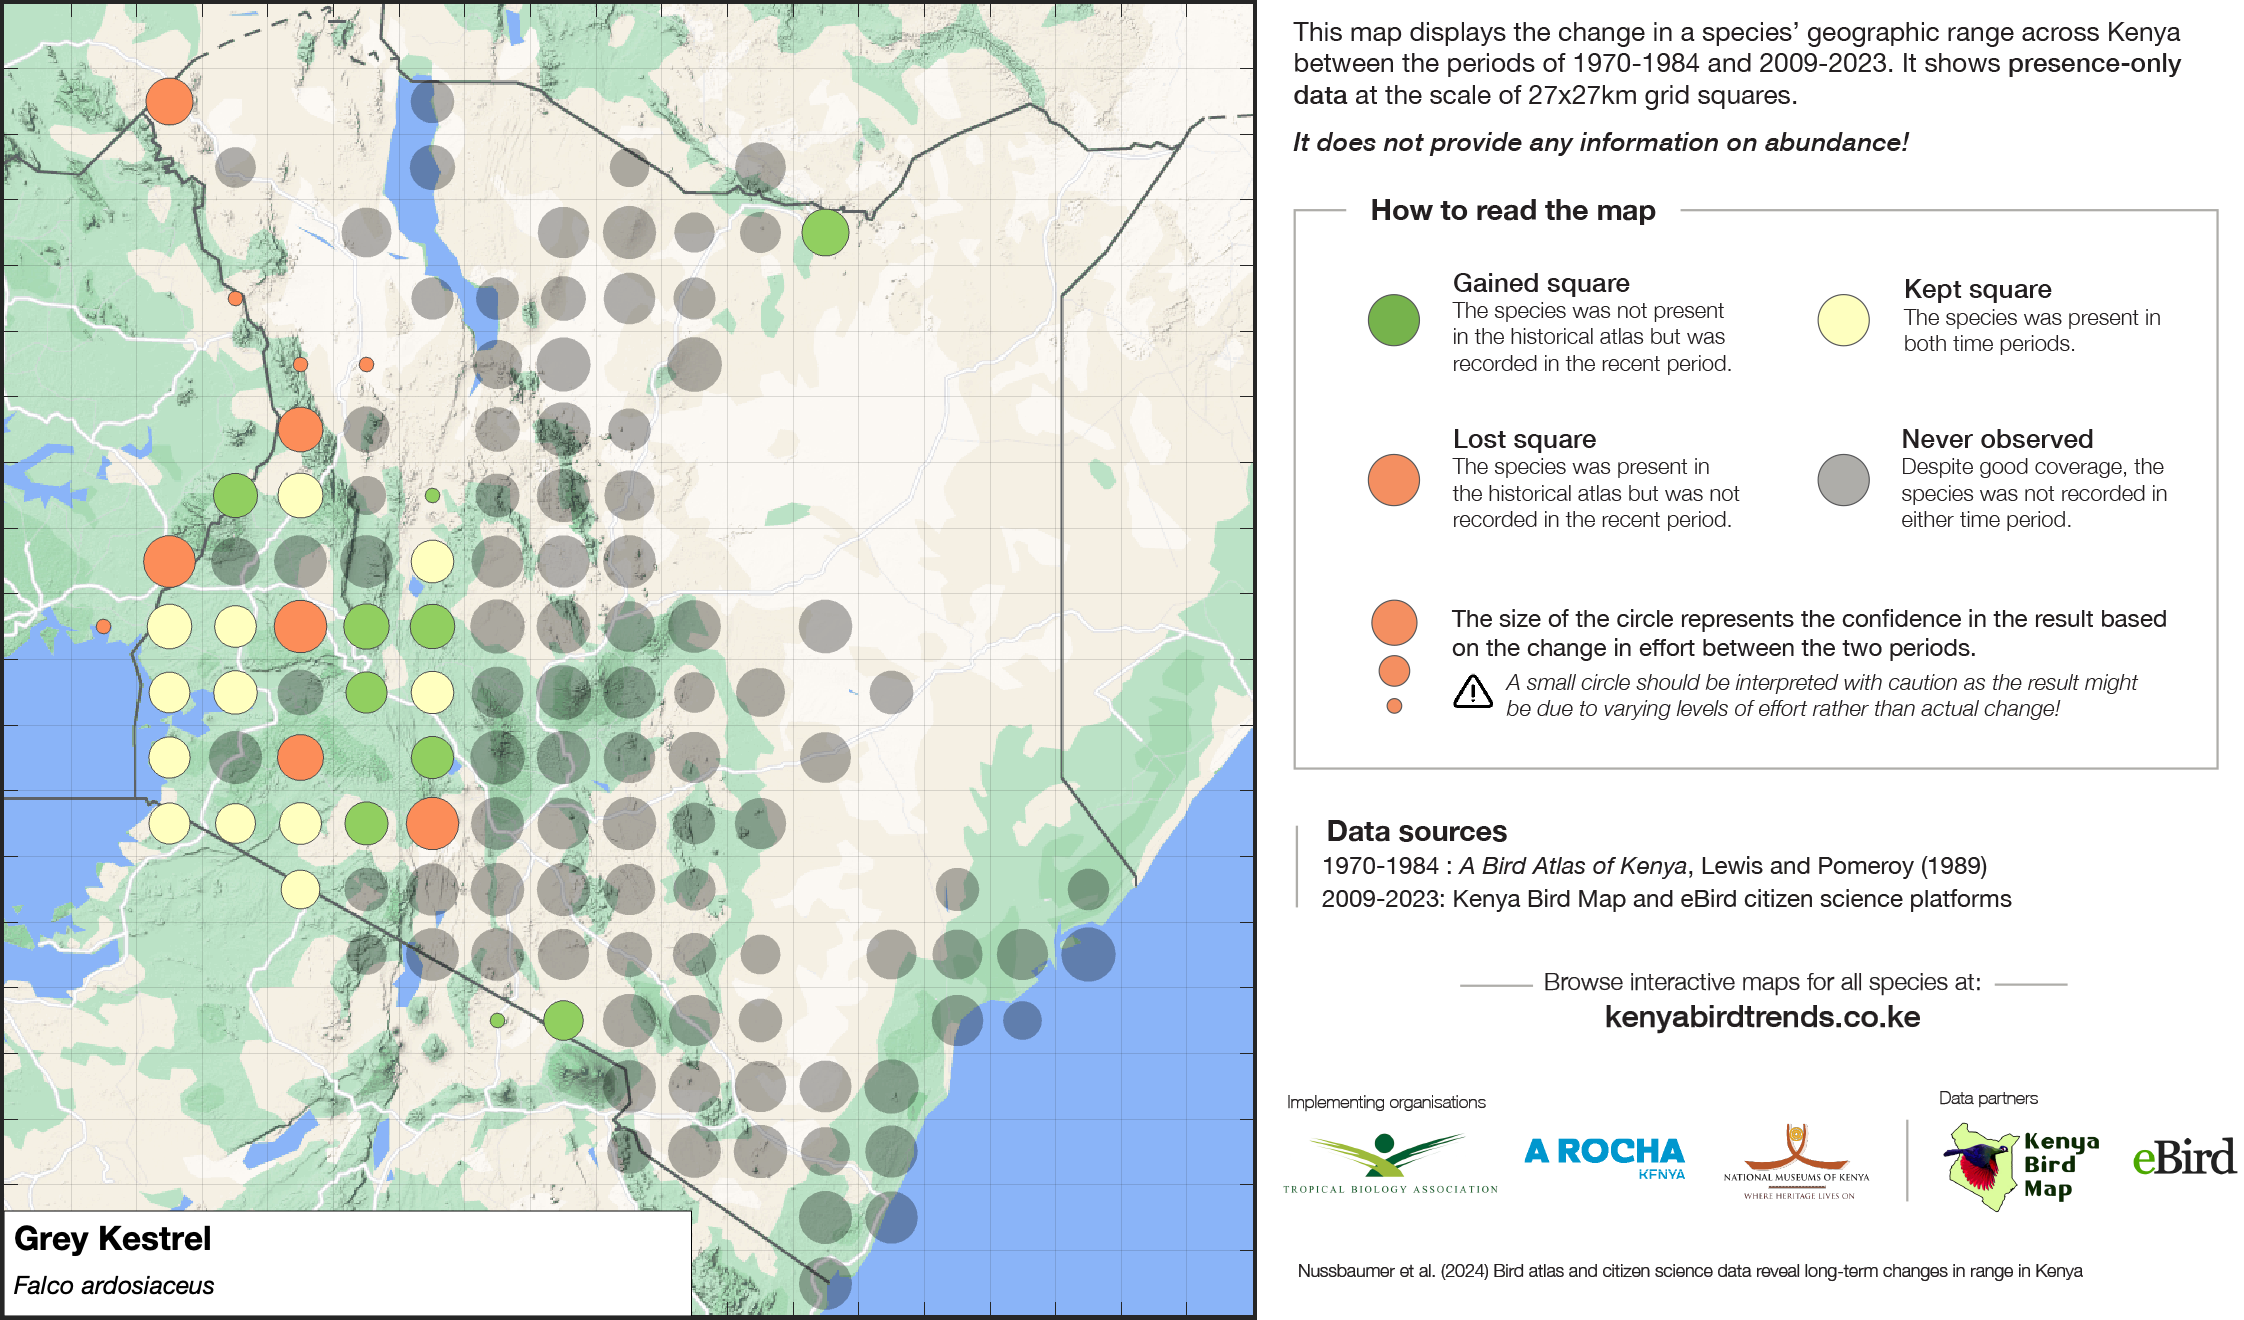 This map displays the change in a species’ geographic range across Kenya
between the periods of 1970-1984 and 2009-2023. It shows presence-only
data at the scale of 27x27km grid squares.
It does not provide any information on abundance!
How to read the map
Gained square
The species was not present
in the historical atlas but was
recorded in the recent period.
Kept square
The species was present in
both time periods.
Lost square
The species was present in
the historical atlas but was not
recorded in the recent period.
Never observed
Despite good coverage, the
species was not recorded in
either time period.
The size of the circle represents the confidence in the result based
on the change in effort between the two periods.
A small circle should be interpreted with caution as the result might
be due to varying levels of effort rather than actual change!
Data sources
1970-1984 : A Bird Atlas of Kenya, Lewis and Pomeroy (1989)
2009-2023: Kenya Bird Map and eBird citizen science platforms
Browse interactive maps for all species at:
kenyabirdtrends.co.ke
Implementing organisations
Data partners
TROPICAL BIOLOGY ASSOCIATION
A ROCHA
KENYA
NATIONAL MUSEUMS OF KENYA
WHERE HERITAGE LIVES ON
Kenya
Bird
Map
eBird
Grey Kestrel
Falco ardosiaceus
Nussbaumer et al. (2024) Bird atlas and citizen science data reveal long-term changes in range in Kenya